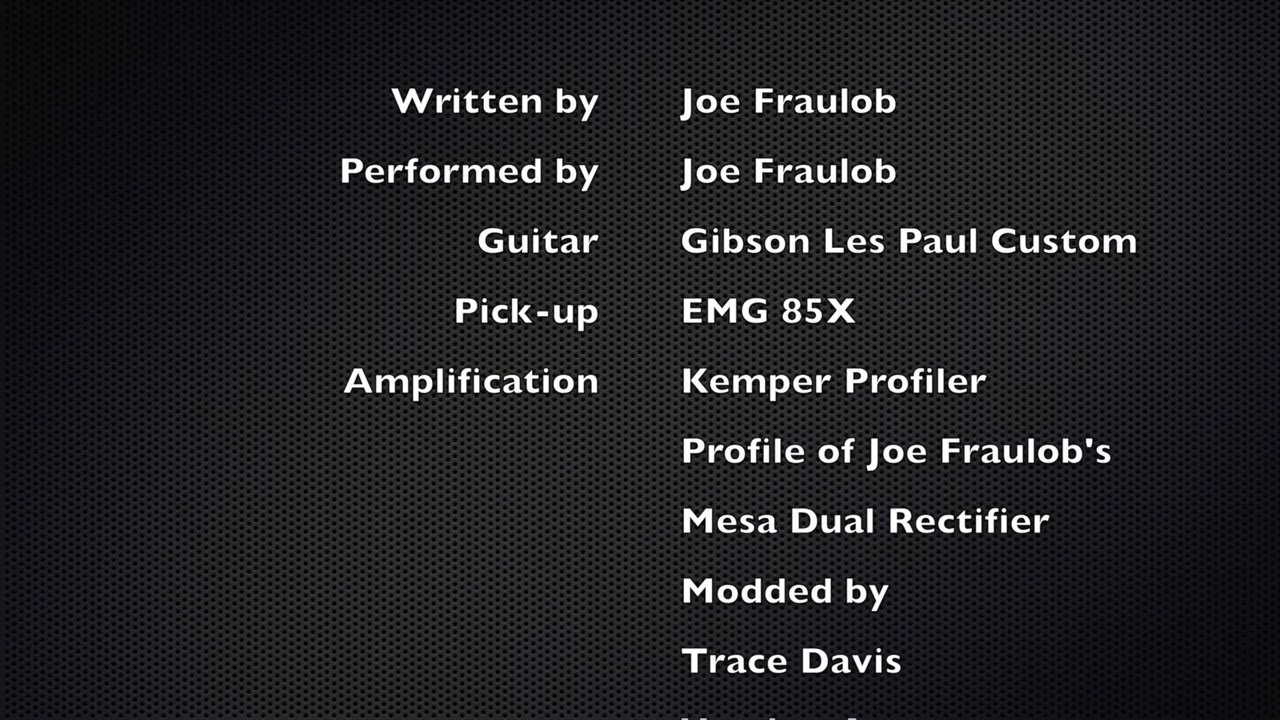 Written by Joe Fraulob
Performed by Joe Fraulob
Guitar Gibson Les Paul Custom
Pick-up EMG 85X
Amplification Kemper Profiler
Profile of Joe Fraulob's
Mesa Dual Rectifier
Modded by
Trace Davis